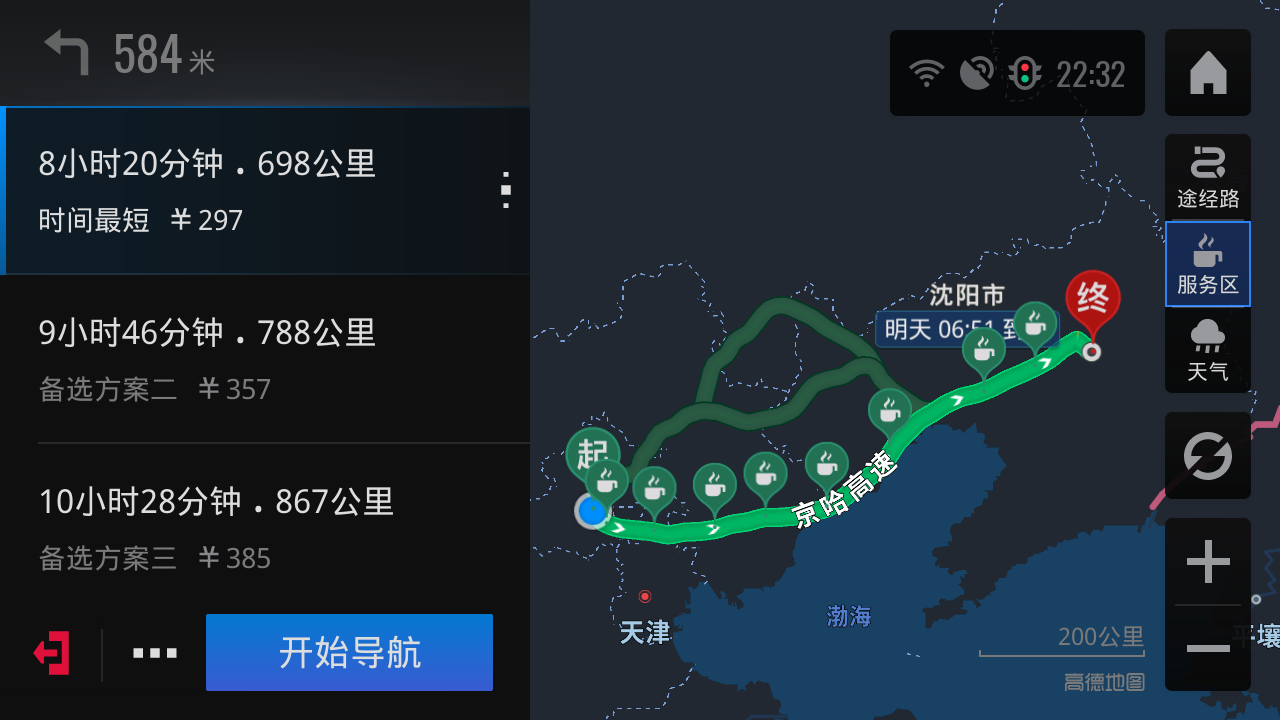 584米
8小时20分钟 . 698公里
时间最短 ¥ 297
9小时46分钟 . 788公里
备选方案二 ¥ 357
10小时28分钟 . 867公里
备选方案三 ¥ 385
开始导航
22:32
途经路
服务区
天气
沈阳市
明天 06:51 到
终
起
京哈高速
天津
渤海
平壤
200公里
高德地图